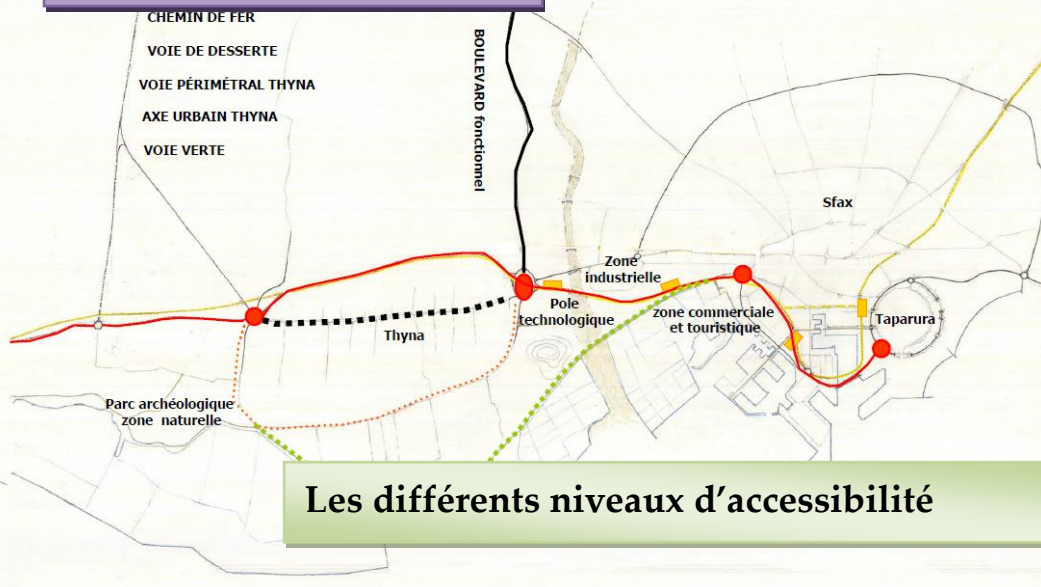 CHEMIN DE FER
VOIE DE DESSERTE
VOIE PÉRIMÉTRAL THYNA
AXE URBAIN THYNA
VOIE VERTE
BOULEVARD fonctionnel
Sfax
Zone
industrielle
Pole
technologique
zone commerciale
et touristique
Taparura
Thyna
Parc archéologique
zone naturelle
Les différents niveaux d’accessibilité